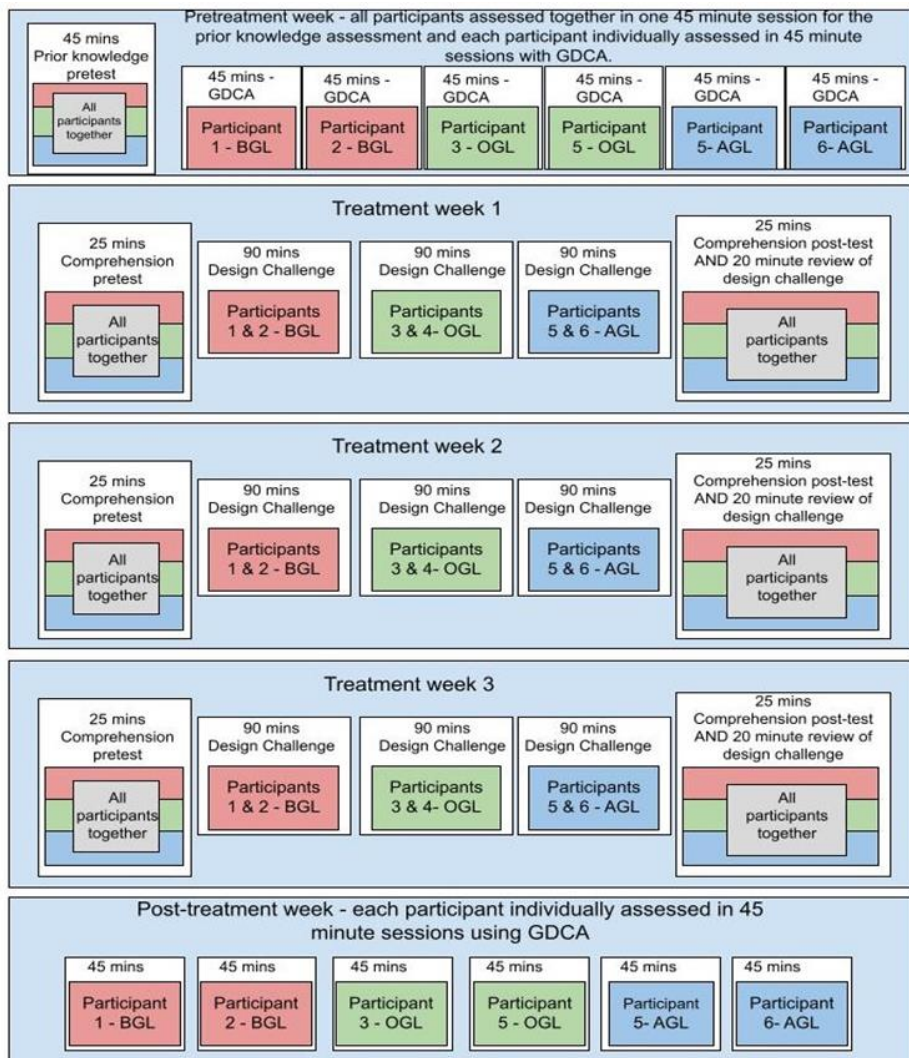 Pretreatment week - all participants assessed together in one 45 minute session for the
prior knowledge assessment and each participant individually assessed in 45 minute
sessions with GDCA.
45 mins
Prior knowledge
pretest
All
participants
together
45 mins -
GDCA
Participant
1 - BGL
45 mins -
GDCA
Participant
2 - BGL
45 mins -
GDCA
Participant
3 - OGL
45 mins -
GDCA
Participant
5 - OGL
45 mins -
GDCA
Participant
5- AGL
45 mins -
GDCA
Participant
6- AGL
Treatment week 1
25 mins
Comprehension
pretest
All
participants
together
90 mins
Design Challenge
Participants
1 & 2 - BGL
90 mins
Design Challenge
Participants
3 & 4- OGL
90 mins
Design Challenge
Participants
5 & 6 - AGL
25 mins
Comprehension post-test
AND 20 minute review of
design challenge
All
participants
together
Treatment week 2
25 mins
Comprehension
pretest
All
participants
together
90 mins
Design Challenge
Participants
1 & 2 - BGL
90 mins
Design Challenge
Participants
3 & 4- OGL
90 mins
Design Challenge
Participants
5 & 6 - AGL
25 mins
Comprehension post-test
AND 20 minute review of
design challenge
All
participants
together
Treatment week 3
25 mins
Comprehension
pretest
All
participants
together
90 mins
Design Challenge
Participants
1 & 2 - BGL
90 mins
Design Challenge
Participants
3 & 4- OGL
90 mins
Design Challenge
Participants
5 & 6 - AGL
25 mins
Comprehension post-test
AND 20 minute review of
design challenge
All
participants
together
Post-treatment week - each participant individually assessed in 45
minute sessions using GDCA
45 mins
Participant
1 - BGL
45 mins
Participant
2 - BGL
45 mins
Participant
3 - OGL
45 mins
Participant
5 - OGL
45 mins
Participant
5- AGL
45 mins
Participant
6- AGL